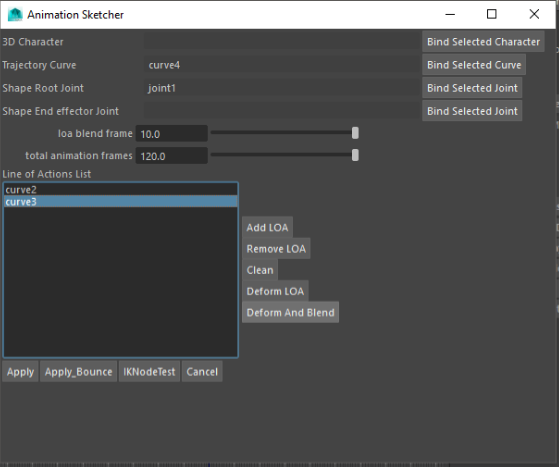 Animation Sketcher
3D Character Bind Selected Character
Trajectory Curve curve4 Bind Selected Curve
Shape Root Joint joint1 Bind Selected Joint
Shape End effector Joint Bind Selected Joint
loa blend frame 10.0
total animation frames 120.0
Line of Actions List
curve2
curve3
Add LOA
Remove LOA
Clean
Deform LOA
Deform And Blend
Apply Apply_Bounce IKNodeTest Cancel